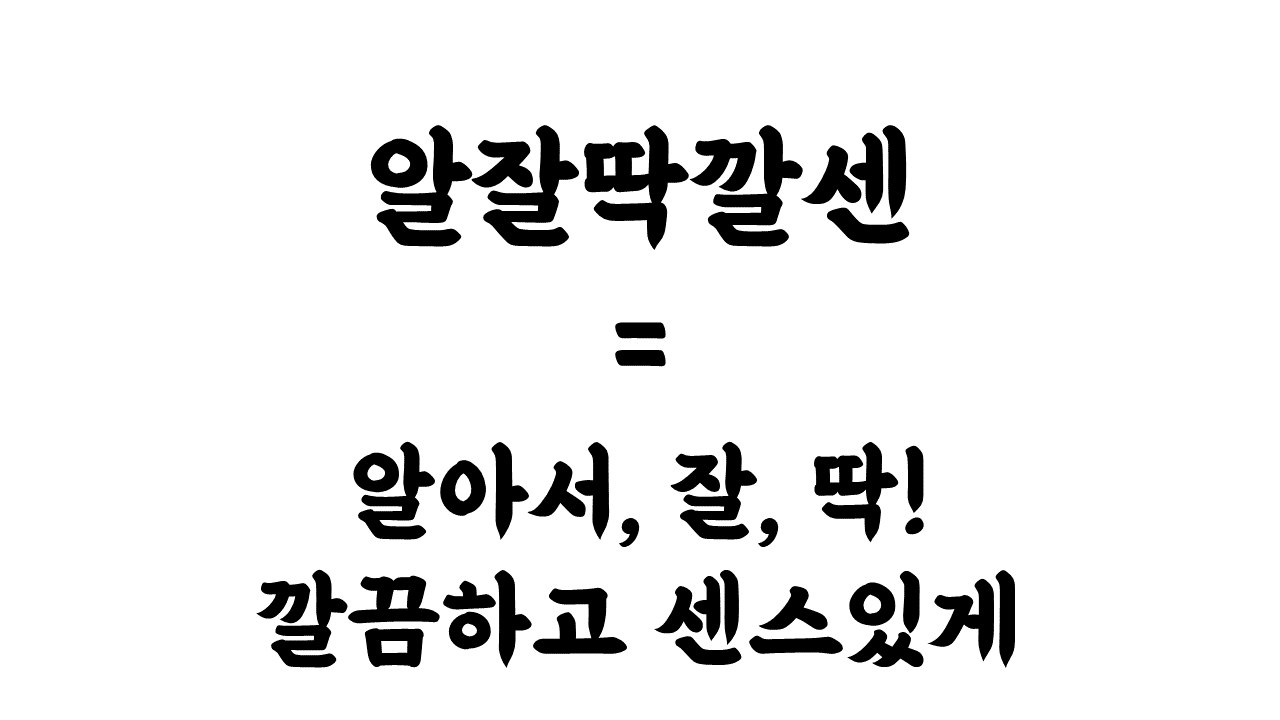 알잘딱깔센
=
알아서, 잘, 딱!
깔끔하고 센스있게